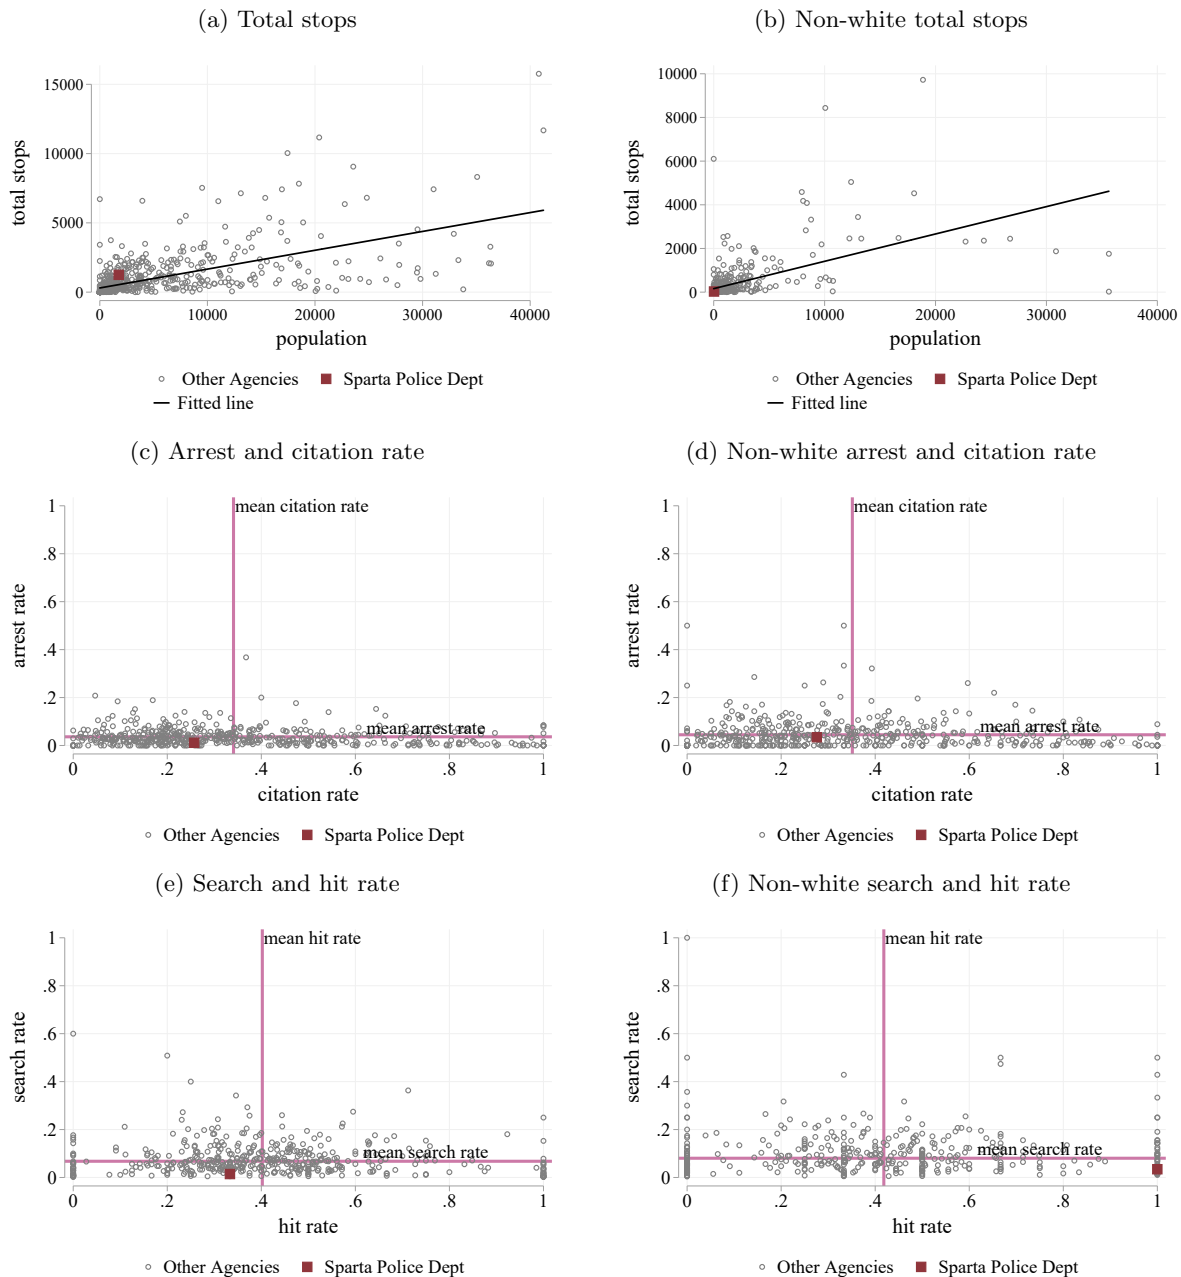 (a) Total stops
(b) Non-white total stops
total stops
15000
10000
5000
0
0 10000 20000 30000 40000
population
Other Agencies Sparta Police Dept
Fitted line
total stops
10000
8000
6000
4000
2000
0
0 10000 20000 30000 40000
population
Other Agencies Sparta Police Dept
Fitted line
(c) Arrest and citation rate
(d) Non-white arrest and citation rate
arrest rate
1
.8
.6
.4
.2
0
mean citation rate
mean arrest rate
0 .2 .4 .6 .8 1
citation rate
Other Agencies Sparta Police Dept
arrest rate
1
.8
.6
.4
.2
0
mean citation rate
mean arrest rate
0 .2 .4 .6 .8 1
citation rate
Other Agencies Sparta Police Dept
(e) Search and hit rate
(f) Non-white search and hit rate
search rate
1
.8
.6
.4
.2
0
mean hit rate
mean search rate
0 .2 .4 .6 .8 1
hit rate
Other Agencies Sparta Police Dept
search rate
1
.8
.6
.4
.2
0
mean hit rate
mean search rate
0 .2 .4 .6 .8 1
hit rate
Other Agencies Sparta Police Dept